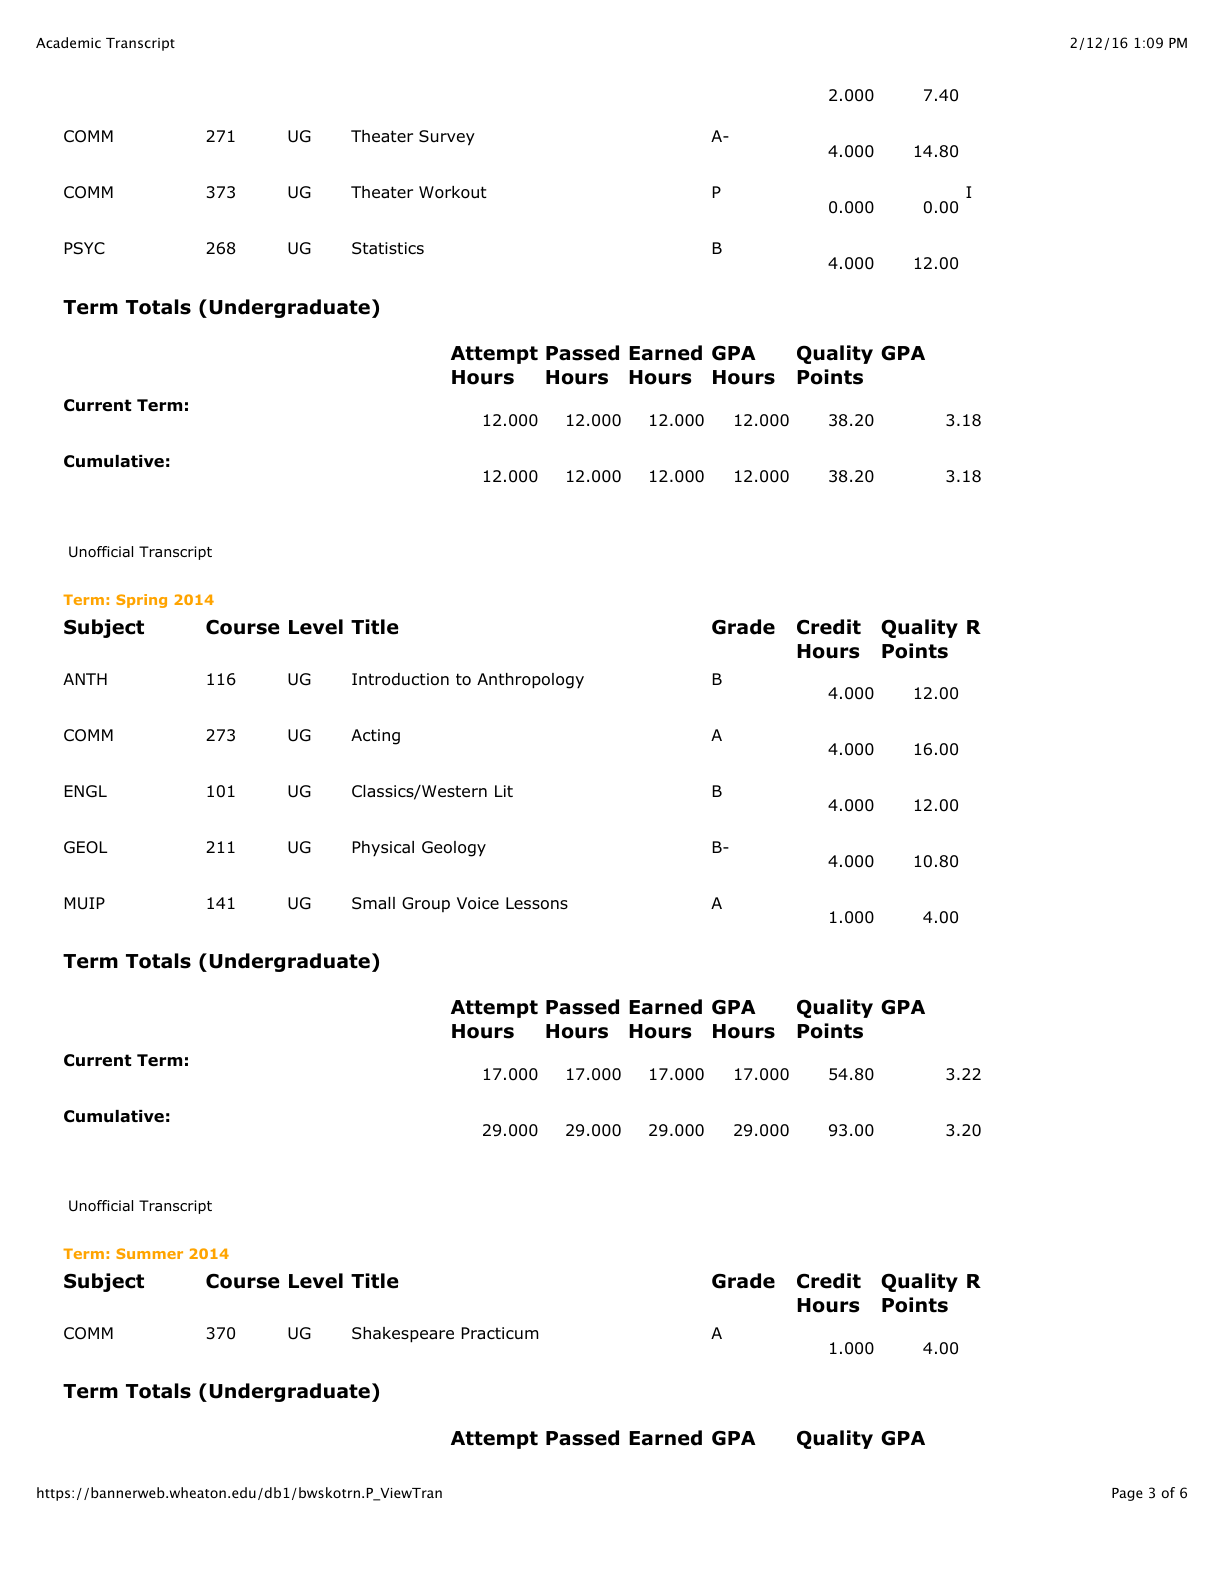 Academic Transcript 2/12/16 1:09 PM
2.000 7.40
COMM 271 UG Theater Survey A- 4.000 14.80
COMM 373 UG Theater Workout P 0.000 0.00 I
PSYC 268 UG Statistics B 4.000 12.00
Term Totals (Undergraduate)
Attempt Passed Earned GPA Quality GPA
Hours Hours Hours Hours Points
Current Term: 12.000 12.000 12.000 12.000 38.20 3.18
Cumulative: 12.000 12.000 12.000 12.000 38.20 3.18
Unofficial Transcript
Term: Spring 2014
Subject Course Level Title Grade Credit Quality R
Hours Points
ANTH 116 UG Introduction to Anthropology B 4.000 12.00
COMM 273 UG Acting A 4.000 16.00
ENGL 101 UG Classics/Western Lit B 4.000 12.00
GEOL 211 UG Physical Geology B- 4.000 10.80
MUIP 141 UG Small Group Voice Lessons A 1.000 4.00
Term Totals (Undergraduate)
Attempt Passed Earned GPA Quality GPA
Hours Hours Hours Hours Points
Current Term: 17.000 17.000 17.000 17.000 54.80 3.22
Cumulative: 29.000 29.000 29.000 29.000 93.00 3.20
Unofficial Transcript
Term: Summer 2014
Subject Course Level Title Grade Credit Quality R
Hours Points
COMM 370 UG Shakespeare Practicum A 1.000 4.00
Term Totals (Undergraduate)
Attempt Passed Earned GPA Quality GPA
https://bannerweb.wheaton.edu/db1/bwskotrn.P_ViewTran Page 3 of 6